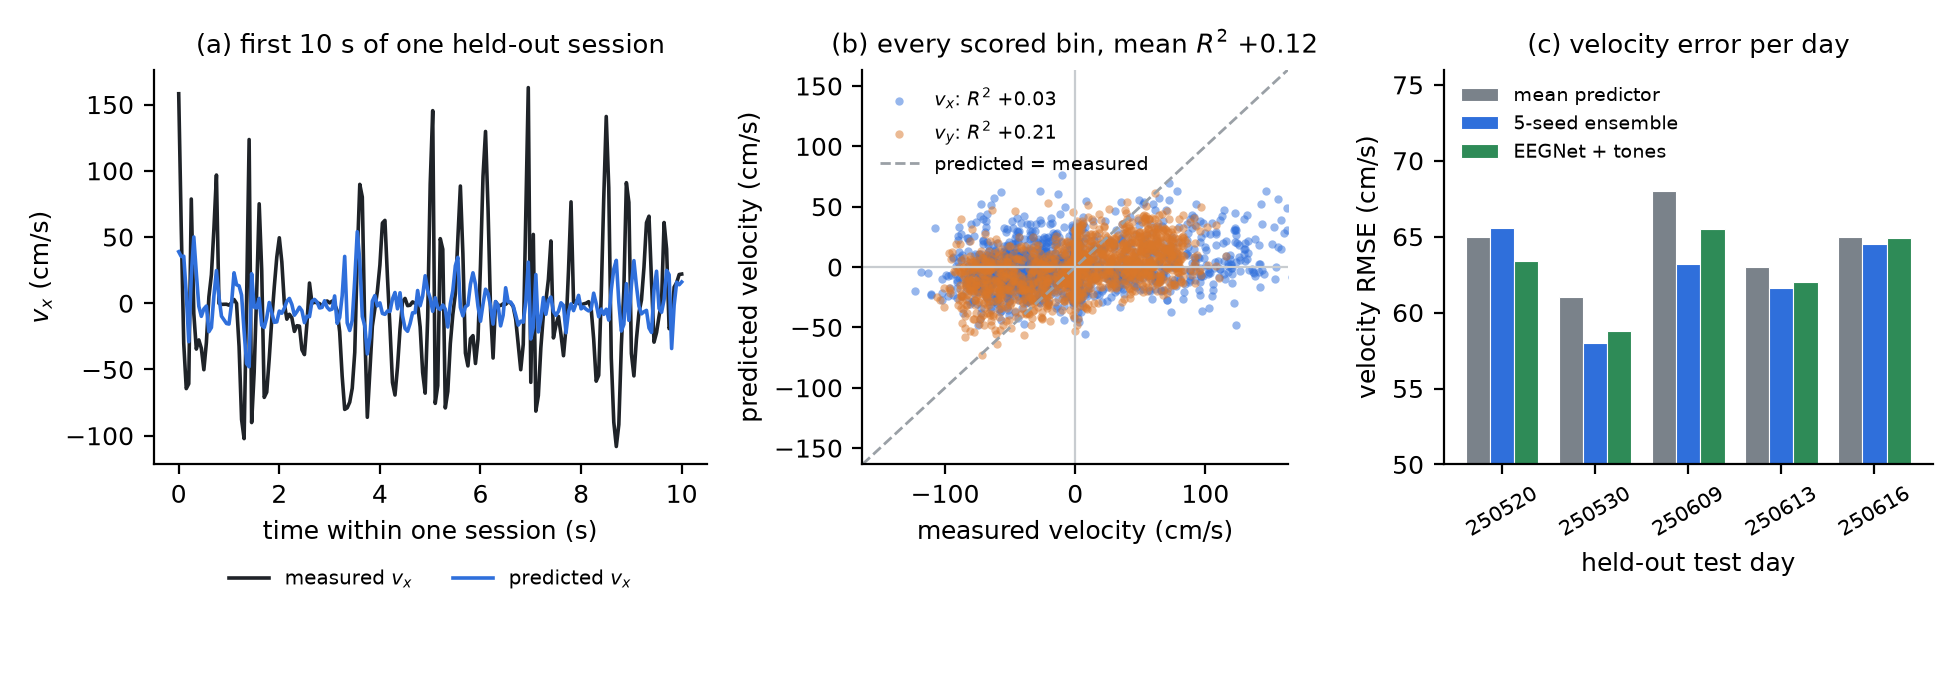 (a) first 10 s of one held-out session
150
100
50
0
−50
−100
v_x (cm/s)
0 2 4 6 8 10
time within one session (s)
measured v_x
predicted v_x
(b) every scored bin, mean R² +0.12
v_x: R² +0.03
v_y: R² +0.21
predicted = measured
150
100
50
0
−50
−100
−150
predicted velocity (cm/s)
−100 0 100
measured velocity (cm/s)
(c) velocity error per day
mean predictor
5-seed ensemble
EEGNet + tones
75
70
65
60
55
50
velocity RMSE (cm/s)
250520 250530 250609 250613 250616
held-out test day